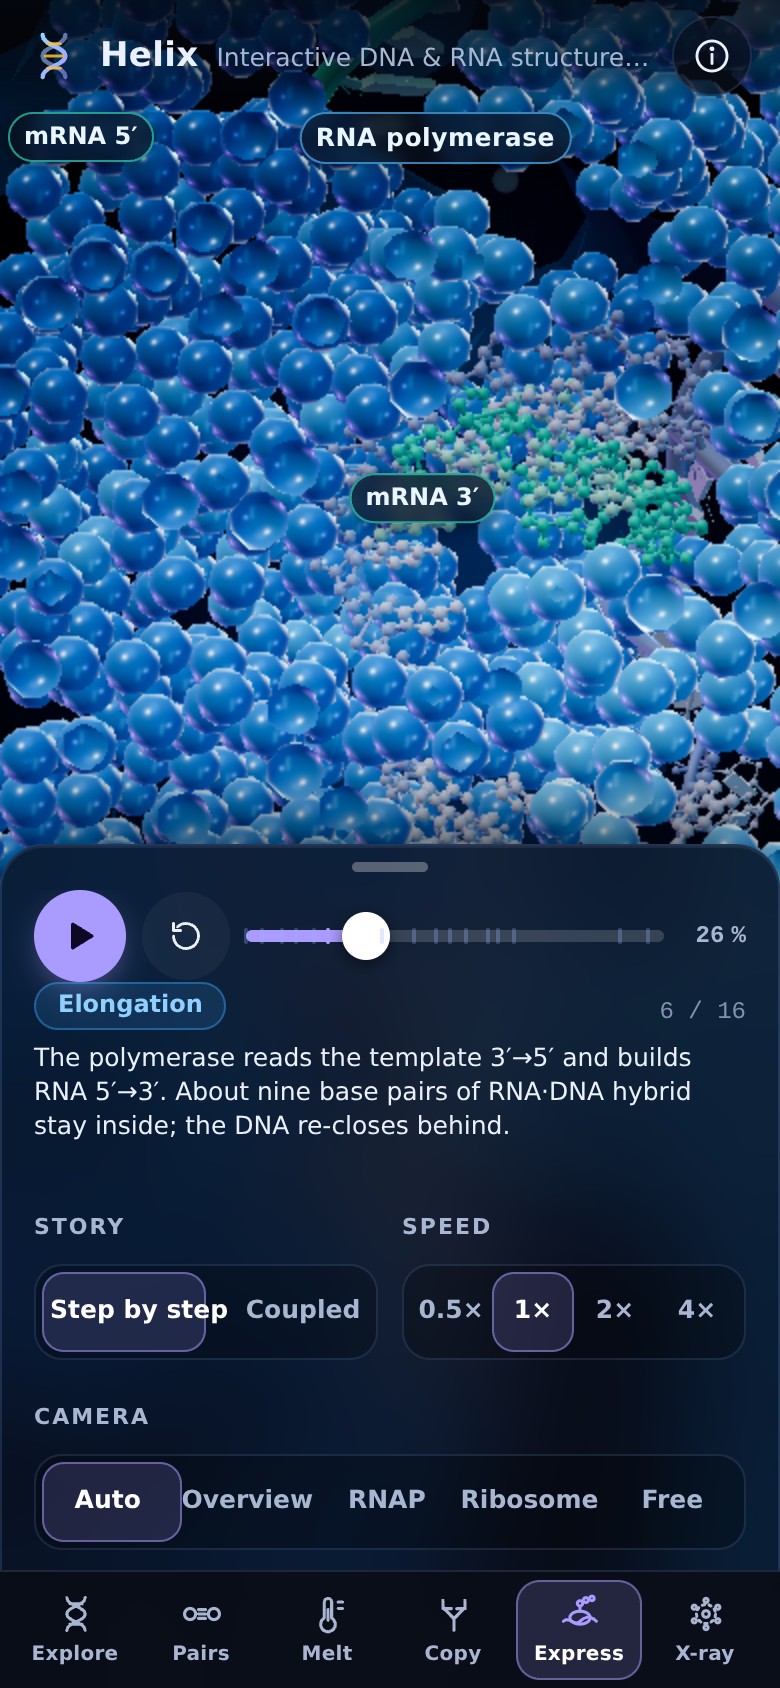 Helix Interactive DNA & RNA structure…
mRNA 5′
RNA polymerase
mRNA 3′
26 %
Elongation
6 / 16
The polymerase reads the template 3′→5′ and builds
RNA 5′→3′. About nine base pairs of RNA·DNA hybrid
stay inside; the DNA re-closes behind.
STORY
SPEED
Step by step Coupled
0.5× 1× 2× 4×
CAMERA
Auto Overview RNAP Ribosome Free
Explore Pairs Melt Copy Express X-ray